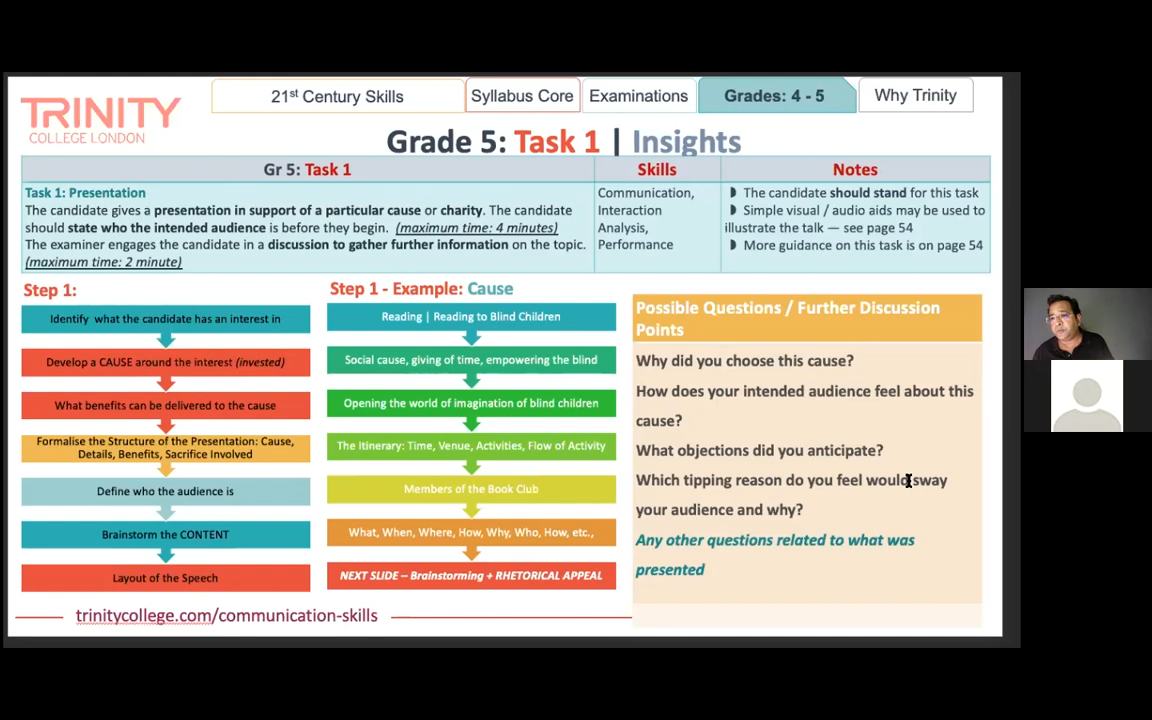 TRINITY
COLLEGE LONDON
21st Century Skills
Syllabus Core
Examinations
Grades: 4 - 5
Why Trinity
Grade 5: Task 1 | Insights
Gr 5: Task 1
Skills
Notes
Task 1: Presentation
The candidate gives a presentation in support of a particular cause or charity. The candidate
should state who the intended audience is before they begin. (maximum time: 4 minutes)
The examiner engages the candidate in a discussion to gather further information on the topic.
(maximum time: 2 minute)
Communication,
Interaction
Analysis,
Performance
The candidate should stand for this task
Simple visual / audio aids may be used to
illustrate the talk — see page 54
More guidance on this task is on page 54
Step 1:
Identify what the candidate has an interest in
Develop a CAUSE around the interest (invested)
What benefits can be delivered to the cause
Formalise the Structure of the Presentation: Cause,
Details, Benefits, Sacrifice Involved
Define who the audience is
Brainstorm the CONTENT
Layout of the Speech
Step 1 - Example: Cause
Reading | Reading to Blind Children
Social cause, giving of time, empowering the blind
Opening the world of imagination of blind children
The Itinerary: Time, Venue, Activities, Flow of Activity
Members of the Book Club
What, When, Where, How, Why, Who, How, etc.,
NEXT SLIDE – Brainstorming + RHETORICAL APPEAL
Possible Questions / Further Discussion
Points
Why did you choose this cause?
How does your intended audience feel about this
cause?
What objections did you anticipate?
Which tipping reason do you feel would sway
your audience and why?
Any other questions related to what was
presented
trinitycollege.com/communication-skills